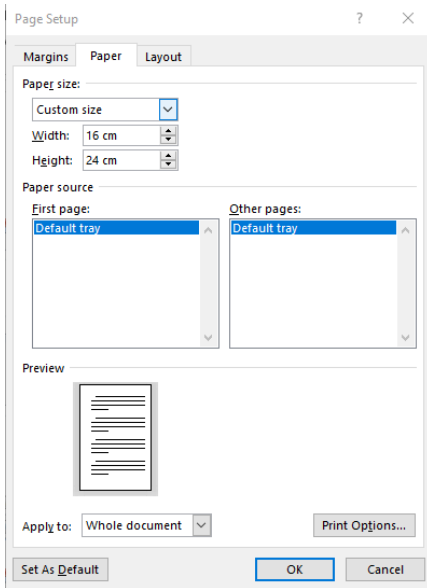 Page Setup ? ×
Margins Paper Layout
Paper size:
Custom size
Width: 16 cm
Height: 24 cm
Paper source
First page: Other pages:
Default tray Default tray
Preview
Apply to: Whole document Print Options...
Set As Default OK Cancel